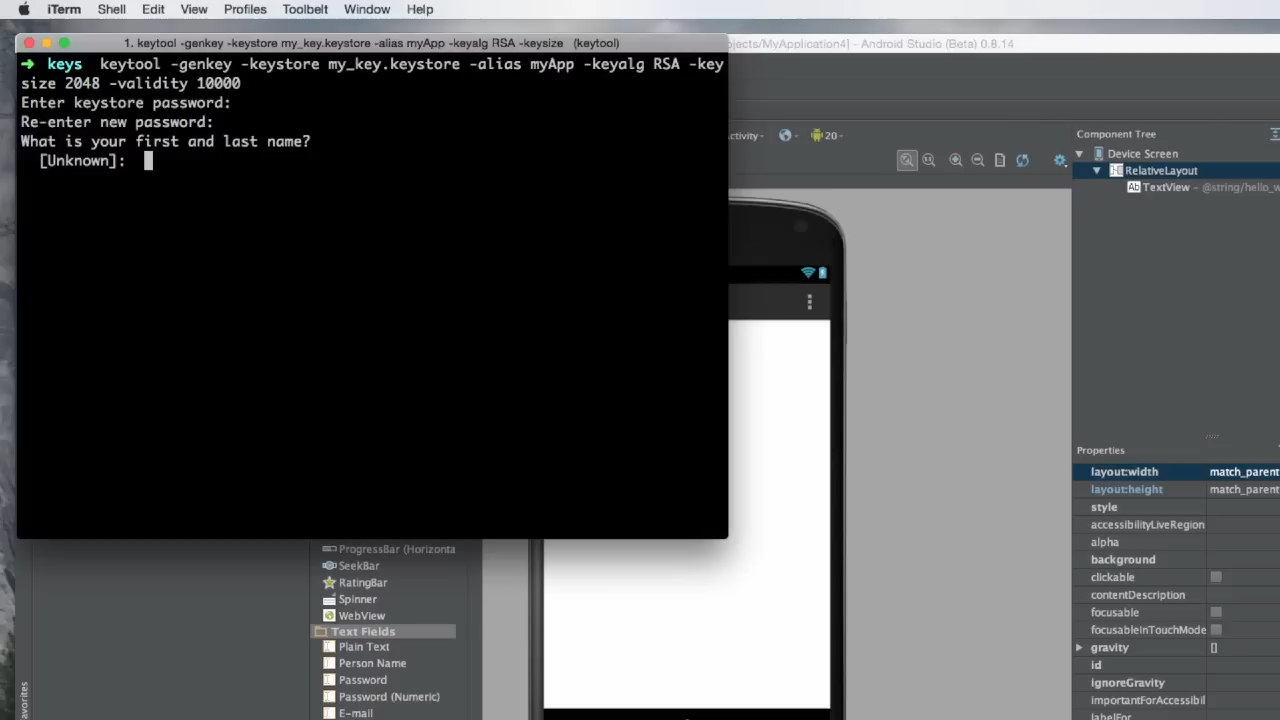 iTerm Shell Edit View Profiles Toolbelt Window Help
1. keytool -genkey -keystore my_key.keystore -alias myApp -keyalg RSA -keysize (keytool)
ojects/MyApplication4] - Android Studio (Beta) 0.8.14
➜ keys keytool -genkey -keystore my_key.keystore -alias myApp -keyalg RSA -key
size 2048 -validity 10000
Enter keystore password:
Re-enter new password:
What is your first and last name?
[Unknown]:
ctivity- 20-
Component Tree
Device Screen
RelativeLayout
Ab TextView - @string/hello_w
Properties
layout:width match_parent
layout:height match_parent
style
accessibilityLiveRegion
alpha
background
clickable
contentDescription
focusable
focusableInTouchMode
gravity []
id
ignoreGravity
importantForAccessibil
labelFor
ProgressBar (Horizonta
SeekBar
RatingBar
Spinner
WebView
Text Fields
Plain Text
Person Name
Password
Password (Numeric)
E-mail
avorites